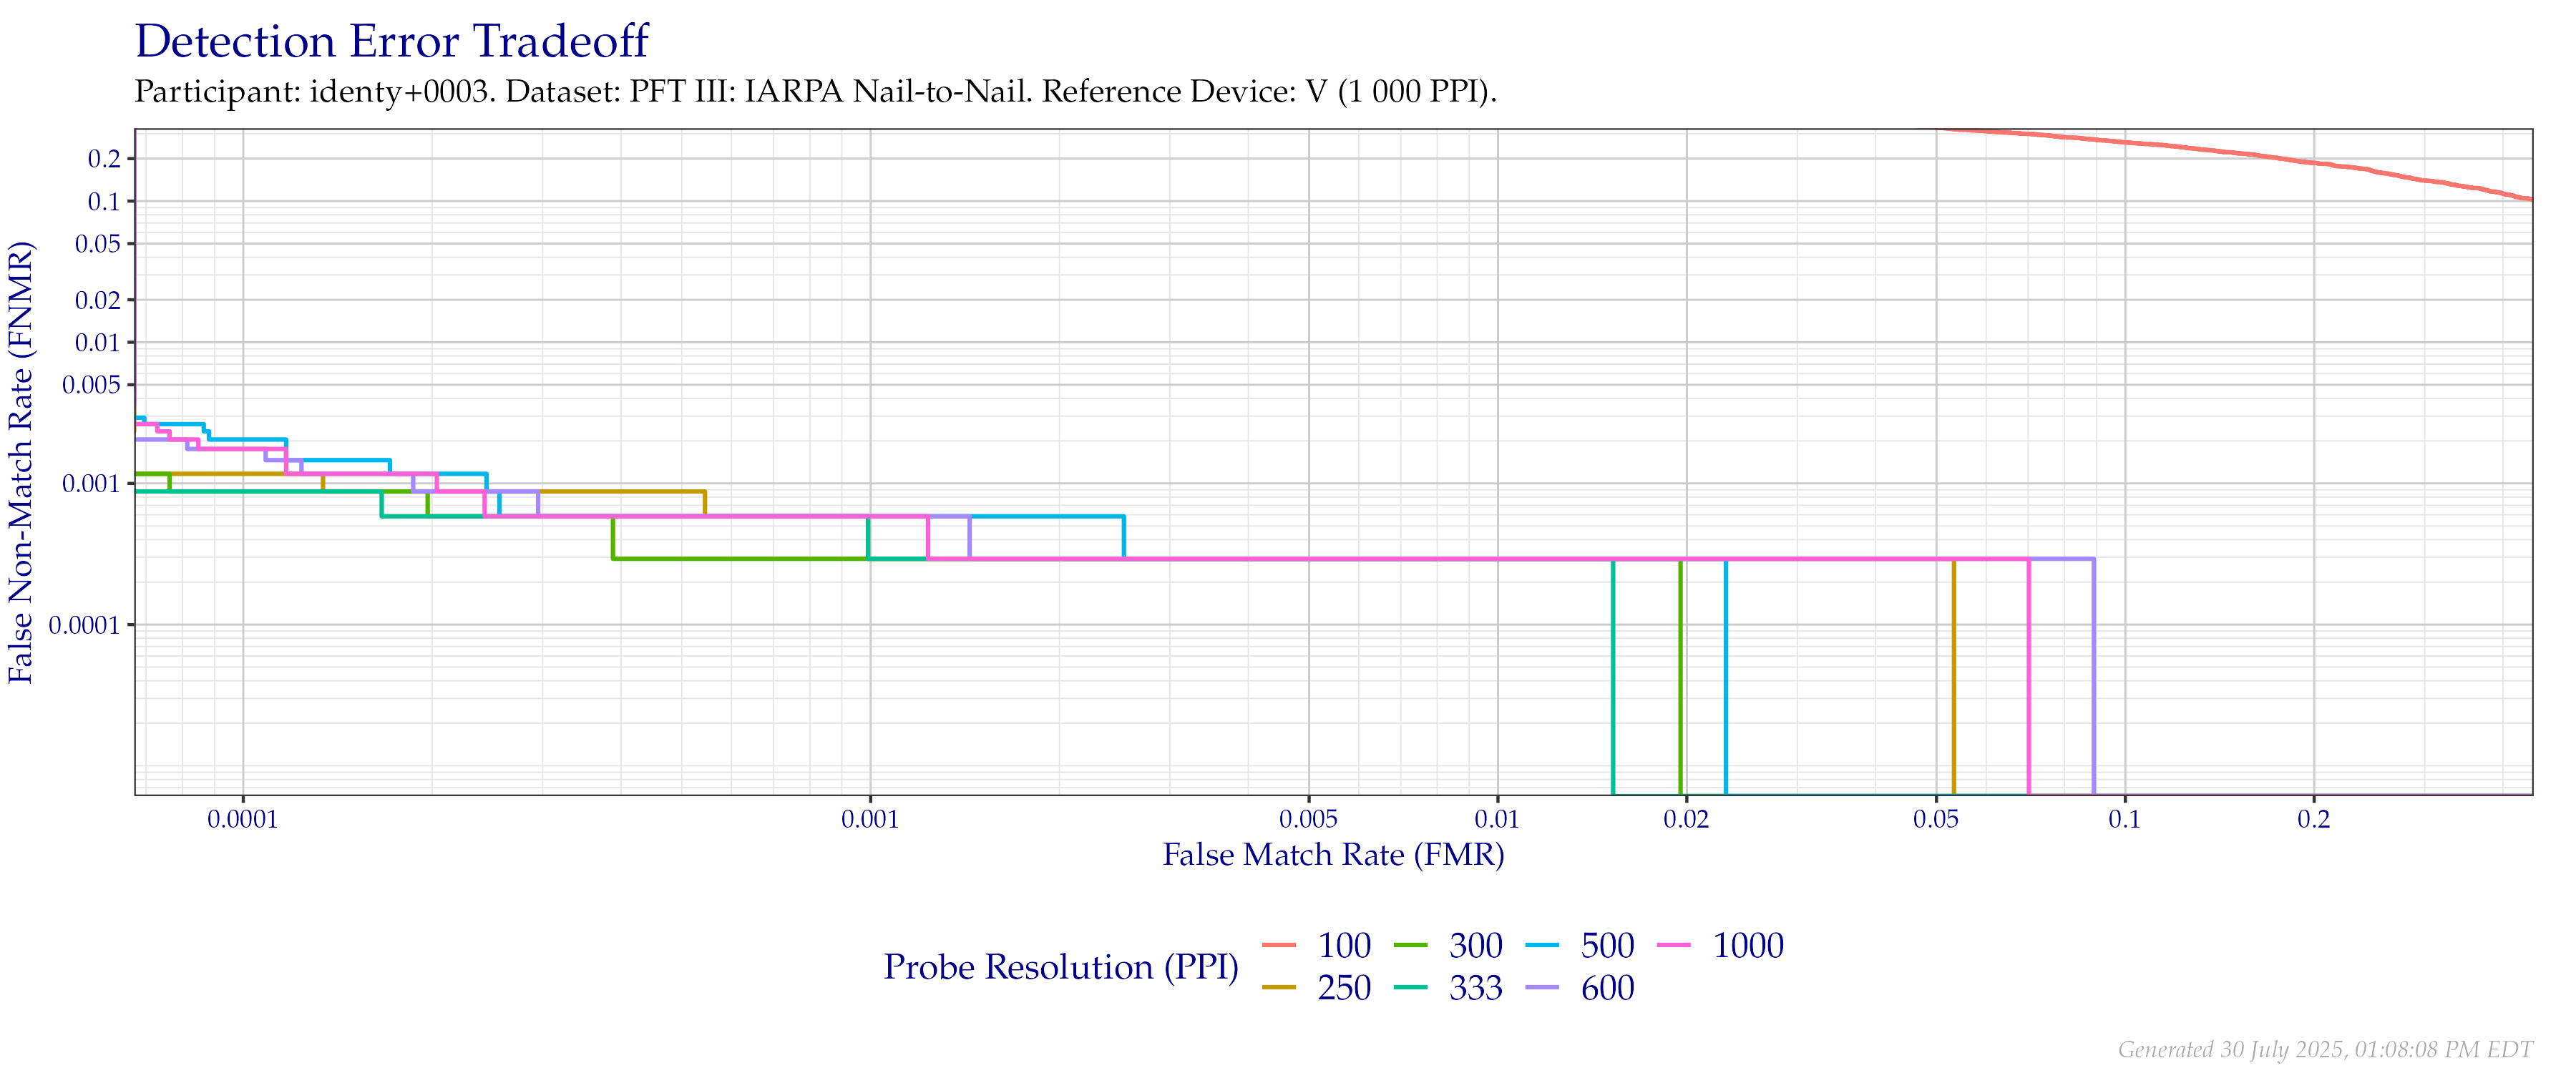 Detection Error Tradeoff
Participant: identy+0003. Dataset: PFT III: IARPA Nail-to-Nail. Reference Device: V (1 000 PPI).
False Non-Match Rate (FNMR)
0.2
0.1
0.05
0.02
0.01
0.005
0.001
0.0001
0.0001 0.001 0.005 0.01 0.02 0.05 0.1 0.2
False Match Rate (FMR)
Probe Resolution (PPI)
100 300 500 1000
250 333 600
Generated 30 July 2025, 01:08:08 PM EDT